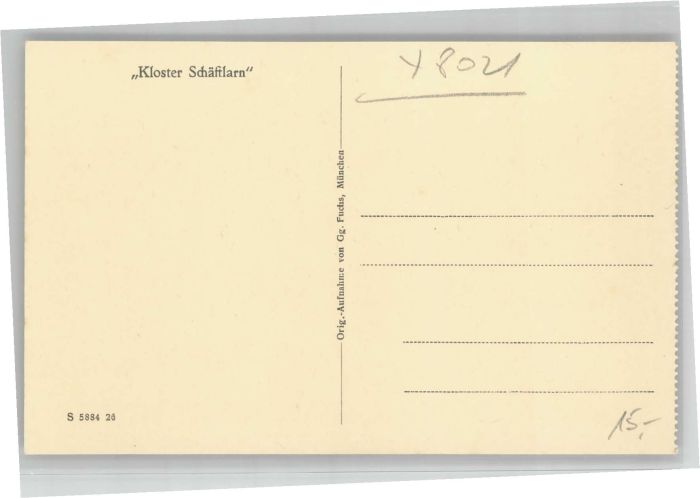 „Kloster Schäftlarn“
Y 8021
Orig.-Aufnahme von Gg. Fuchs, München
S 5884 26
15,-